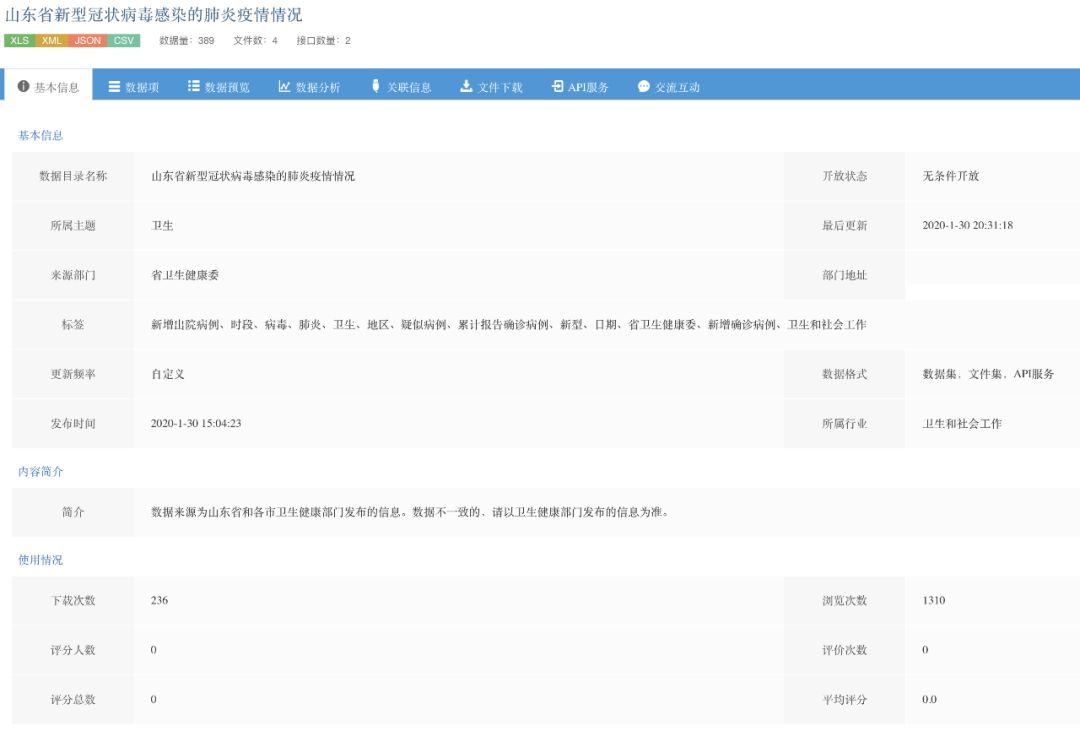 山东省新型冠状病毒感染的肺炎疫情情况
XLS XML JSON CSV 数据量：389 文件数：4 接口数量：2
基本信息 数据项 数据预览 数据分析 关联信息 文件下载 API服务 交流互动
基本信息
数据目录名称 山东省新型冠状病毒感染的肺炎疫情情况 开放状态 无条件开放
所属主题 卫生 最后更新 2020-1-30 20:31:18
来源部门 省卫生健康委 部门地址
标签 新增出院病例、时段、病毒、肺炎、卫生、地区、疑似病例、累计报告确诊病例、新型、日期、省卫生健康委、新增确诊病例、卫生和社会工作
更新频率 自定义 数据格式 数据集，文件集，API服务
发布时间 2020-1-30 15:04:23 所属行业 卫生和社会工作
内容简介
简介 数据来源为山东省和各市卫生健康部门发布的信息。数据不一致的、请以卫生健康部门发布的信息为准。
使用情况
下载次数 236 浏览次数 1310
评分人数 0 评价次数 0
评分总数 0 平均评分 0.0